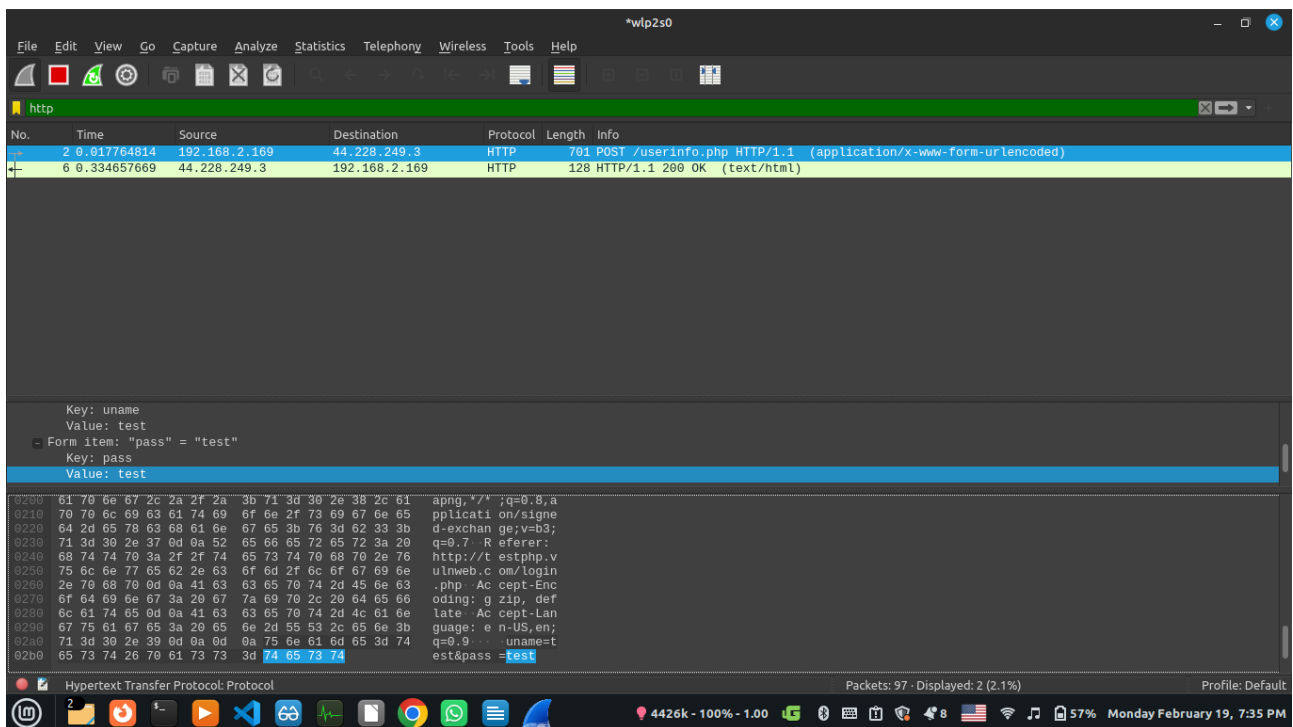 *wlp2s0
File Edit View Go Capture Analyze Statistics Telephony Wireless Tools Help
http
No. Time Source Destination Protocol Length Info
2 0.017764814 192.168.2.169 44.228.249.3 HTTP 701 POST /userinfo.php HTTP/1.1 (application/x-www-form-urlencoded)
6 0.334657669 44.228.249.3 192.168.2.169 HTTP 128 HTTP/1.1 200 OK (text/html)
Key: uname
Value: test
Form item: "pass" = "test"
Key: pass
Value: test
0200 61 70 6e 67 2c 2a 2f 2a 3b 71 3d 30 2e 38 2c 61 apng,*/* ;q=0.8,a
0210 70 70 6c 69 63 61 74 69 6f 6e 2f 73 69 67 6e 65 pplicati on/signe
0220 64 2d 65 78 63 68 61 6e 67 65 3b 76 3d 62 33 3b d-exchan ge;v=b3;
0230 71 3d 30 2e 37 0d 0a 52 65 66 65 72 65 72 3a 20 q=0.7··R eferer:
0240 68 74 74 70 3a 2f 2f 74 65 73 74 70 68 70 2e 76 http://t estphp.v
0250 75 6c 6e 77 65 62 2e 63 6f 6d 2f 6c 6f 67 69 6e ulnweb.c om/login
0260 2e 70 68 70 0d 0a 41 63 63 65 70 74 2d 45 6e 63 .php··Ac cept-Enc
0270 6f 64 69 6e 67 3a 20 67 7a 69 70 2c 20 64 65 66 oding: g zip, def
0280 6c 61 74 65 0d 0a 41 63 63 65 70 74 2d 4c 61 6e late··Ac cept-Lan
0290 67 75 61 67 65 3a 20 65 6e 2d 55 53 2c 65 6e 3b guage: e n-US,en;
02a0 71 3d 30 2e 39 0d 0a 0d 0a 75 6e 61 6d 65 3d 74 q=0.9··· ·uname=t
02b0 65 73 74 26 70 61 73 73 3d 74 65 73 74 est&pass =test
Hypertext Transfer Protocol: Protocol Packets: 97 · Displayed: 2 (2.1%) Profile: Default
2 4426k - 100% - 1.00 8 57% Monday February 19, 7:35 PM